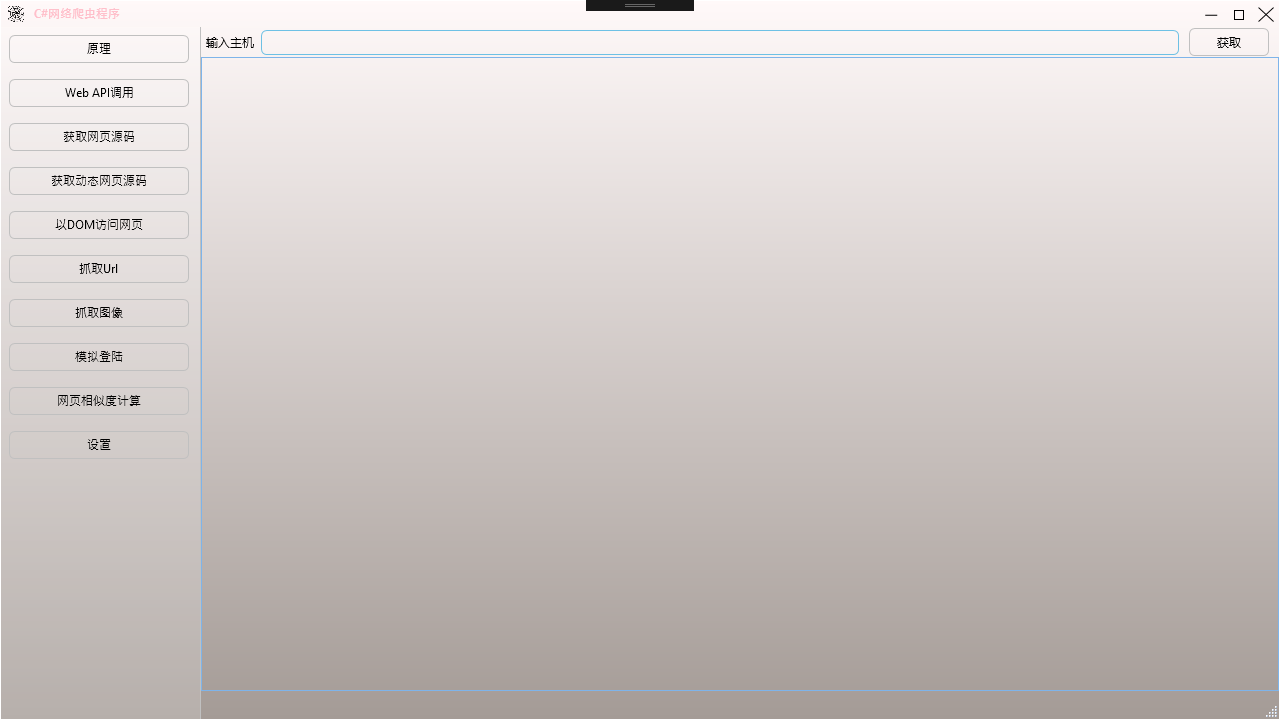 C#网络爬虫程序
原理
Web API调用
获取网页源码
获取动态网页源码
以DOM访问网页
抓取Url
抓取图像
模拟登陆
网页相似度计算
设置
输入主机
获取